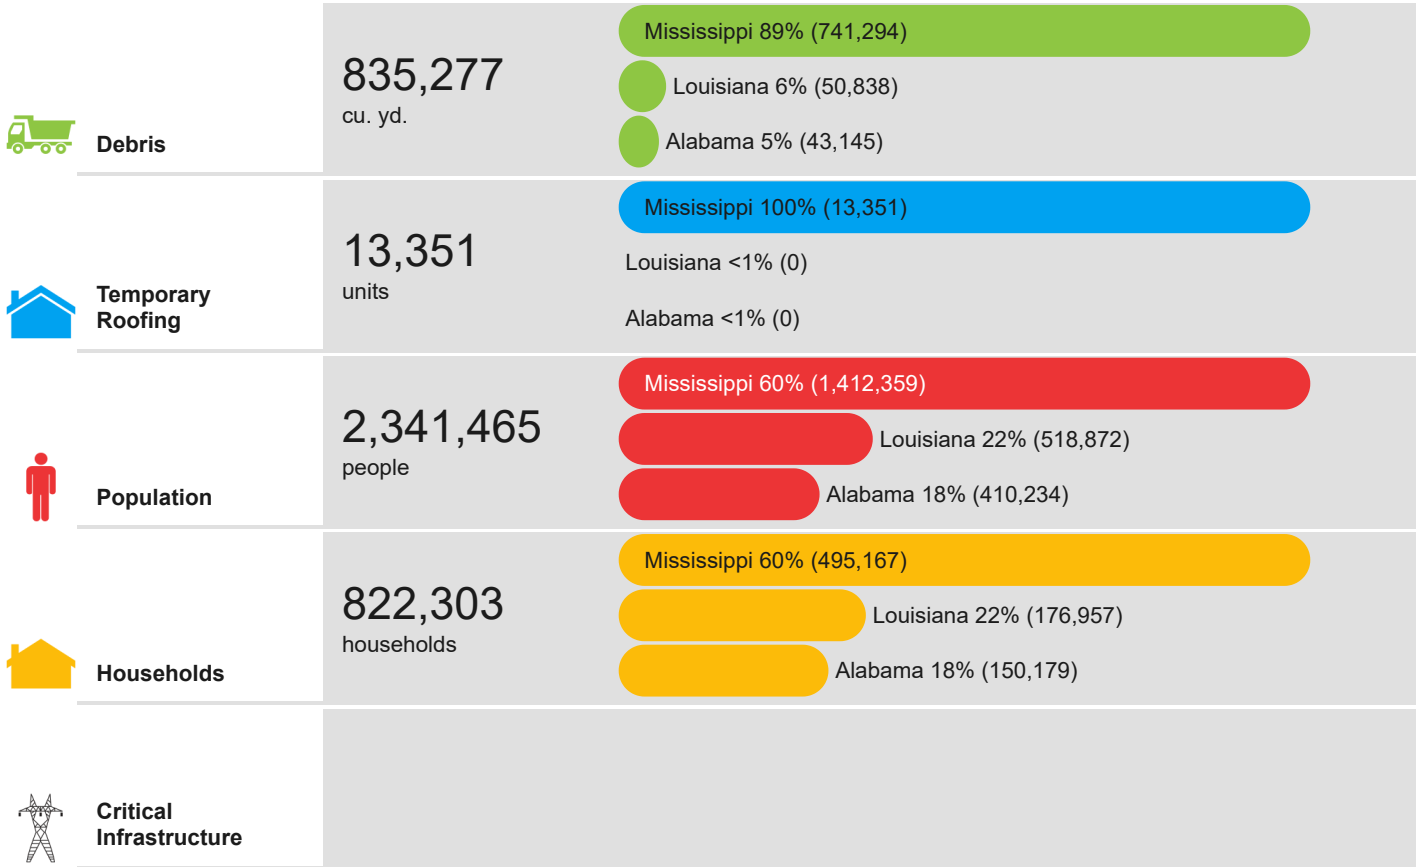 Debris
835,277
cu. yd.
Mississippi 89% (741,294)
Louisiana 6% (50,838)
Alabama 5% (43,145)
Temporary
Roofing
13,351
units
Mississippi 100% (13,351)
Louisiana <1% (0)
Alabama <1% (0)
Population
2,341,465
people
Mississippi 60% (1,412,359)
Louisiana 22% (518,872)
Alabama 18% (410,234)
Households
822,303
households
Mississippi 60% (495,167)
Louisiana 22% (176,957)
Alabama 18% (150,179)
Critical
Infrastructure